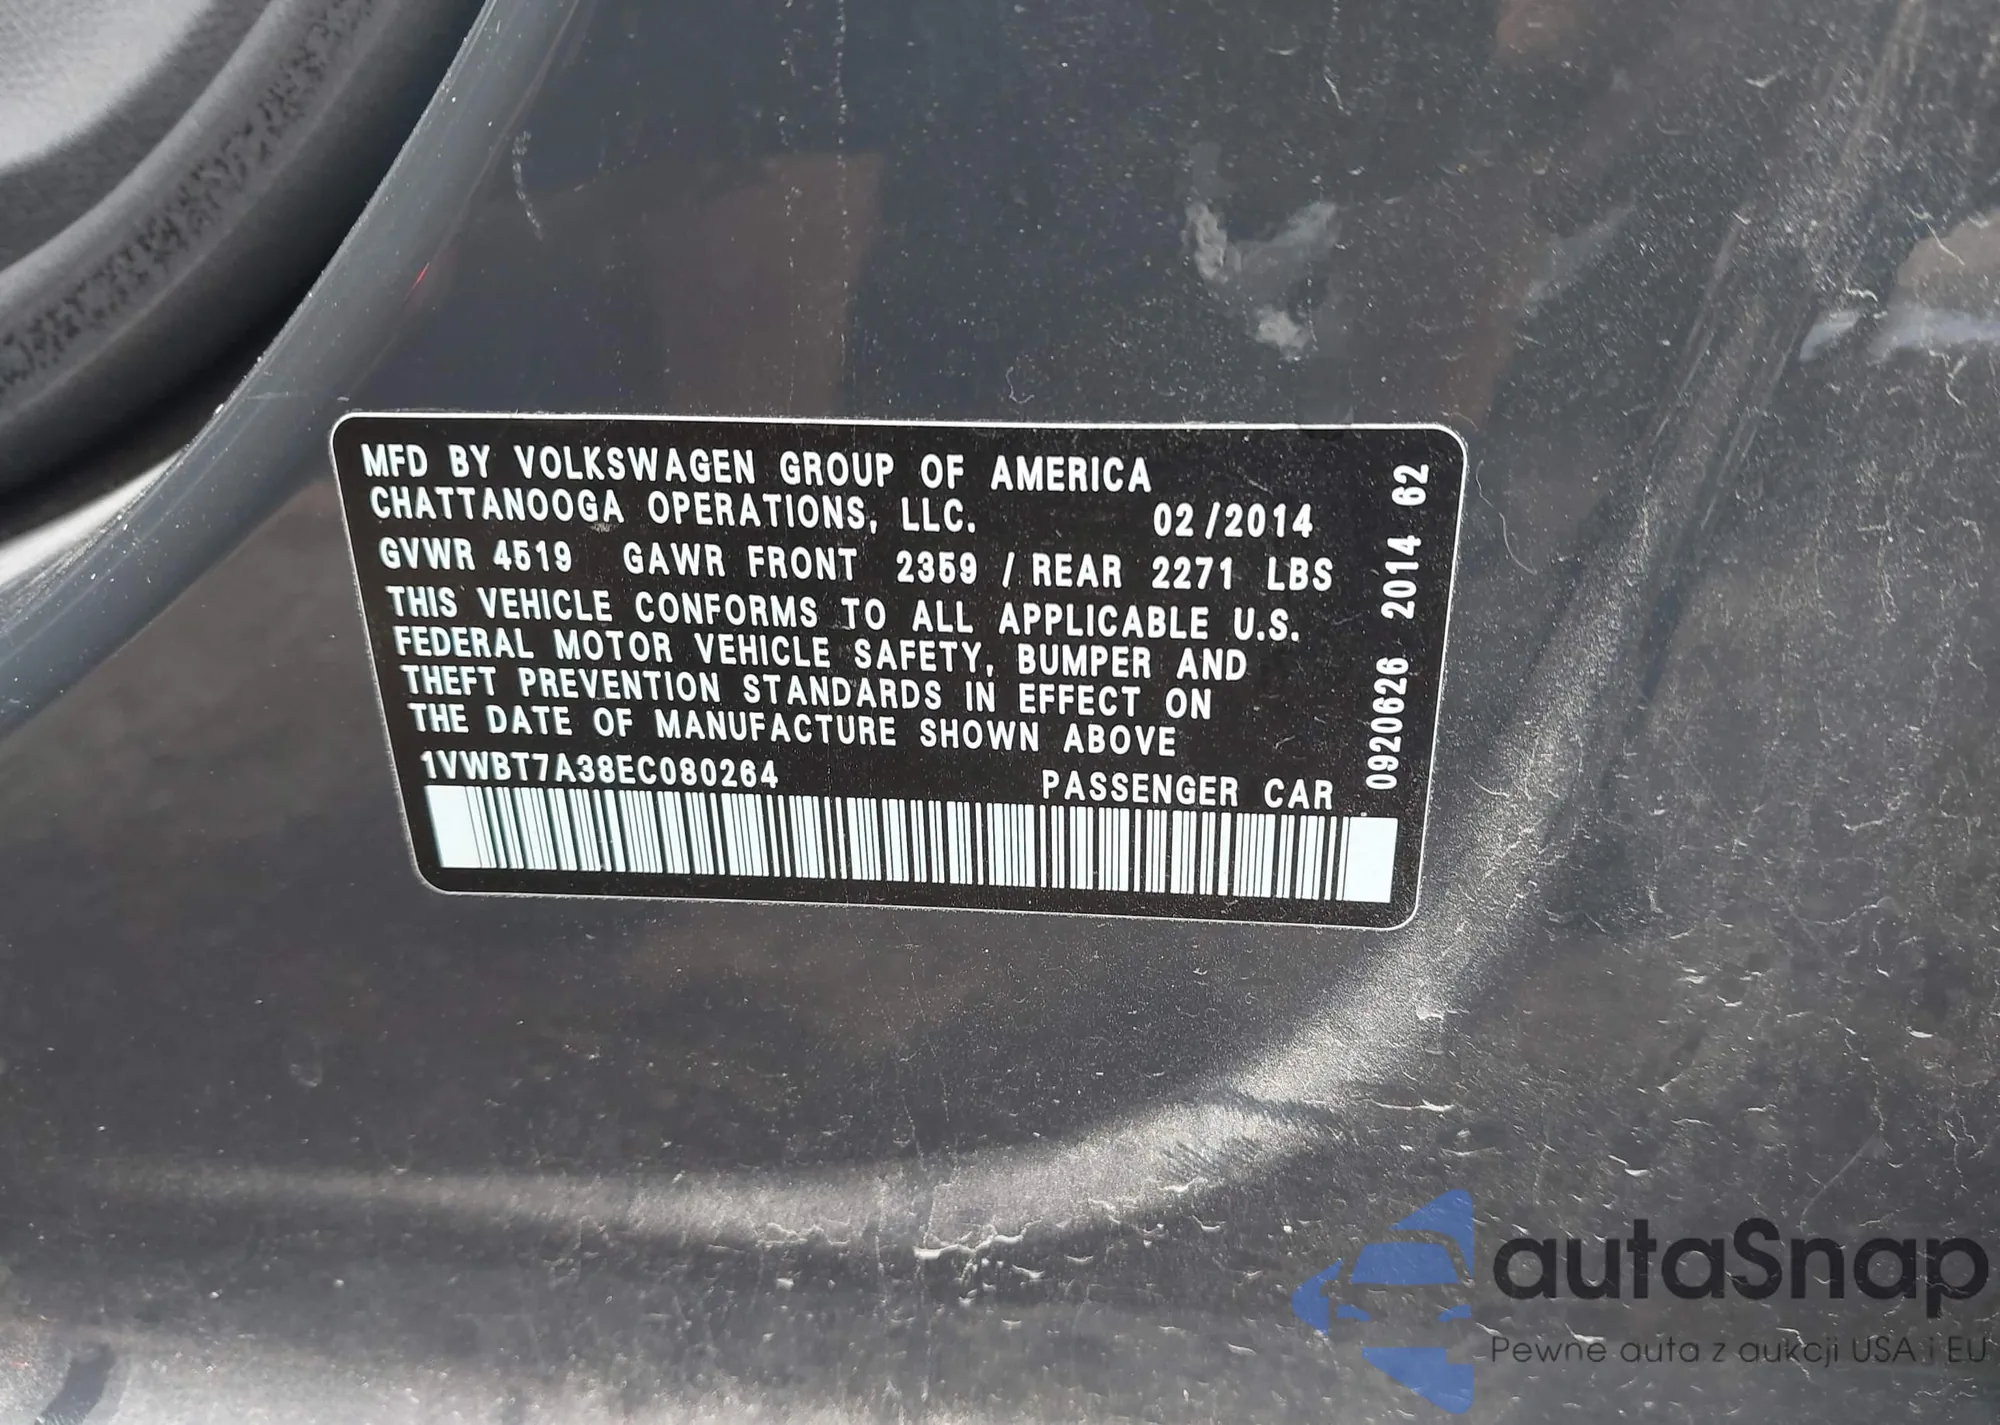 MFD BY VOLKSWAGEN GROUP OF AMERICA
CHATTANOOGA OPERATIONS, LLC. 02/2014
GVWR 4519 GAWR FRONT 2359 / REAR 2271 LBS
THIS VEHICLE CONFORMS TO ALL APPLICABLE U.S.
FEDERAL MOTOR VEHICLE SAFETY, BUMPER AND
THEFT PREVENTION STANDARDS IN EFFECT ON
THE DATE OF MANUFACTURE SHOWN ABOVE
1VWBT7A38EC080264 PASSENGER CAR
0920626 2014 62
autaSnap
Pewne auta z aukcji USA i EU